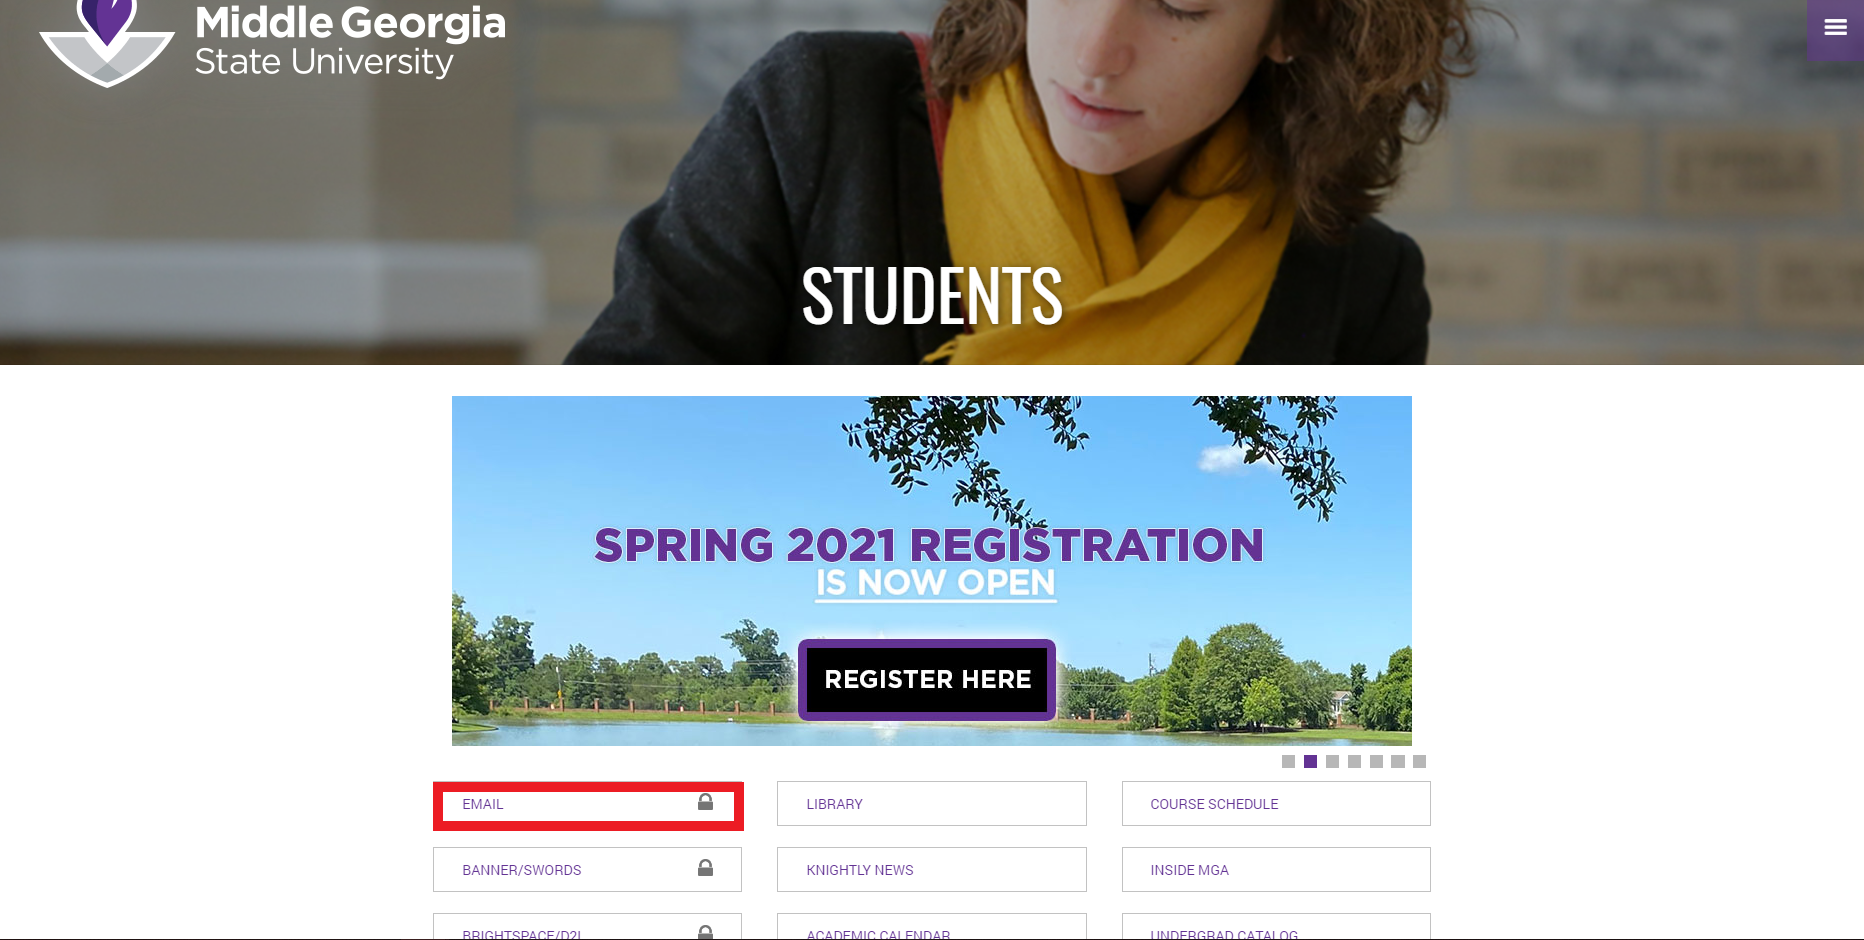 Middle Georgia
State University
STUDENTS
SPRING 2021 REGISTRATION
IS NOW OPEN
REGISTER HERE
EMAIL
LIBRARY
COURSE SCHEDULE
BANNER/SWORDS
KNIGHTLY NEWS
INSIDE MGA
BRIGHTSPACE/D2L
ACADEMIC CALENDAR
UNDERGRAD CATALOG